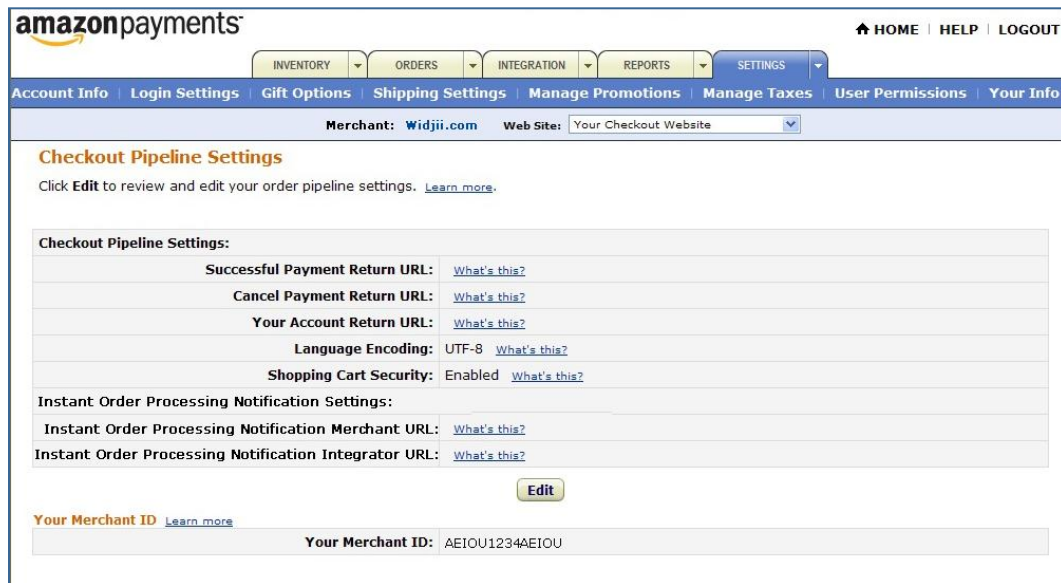 amazonpayments
HOME | HELP | LOGOUT
INVENTORY ORDERS INTEGRATION REPORTS SETTINGS
Account Info | Login Settings | Gift Options | Shipping Settings | Manage Promotions | Manage Taxes | User Permissions | Your Info
Merchant: Widjii.com Web Site: Your Checkout Website
Checkout Pipeline Settings
Click Edit to review and edit your order pipeline settings. Learn more.
Checkout Pipeline Settings:
Successful Payment Return URL: What's this?
Cancel Payment Return URL: What's this?
Your Account Return URL: What's this?
Language Encoding: UTF-8 What's this?
Shopping Cart Security: Enabled What's this?
Instant Order Processing Notification Settings:
Instant Order Processing Notification Merchant URL: What's this?
Instant Order Processing Notification Integrator URL: What's this?
Edit
Your Merchant ID Learn more
Your Merchant ID: AEIOU1234AEIOU